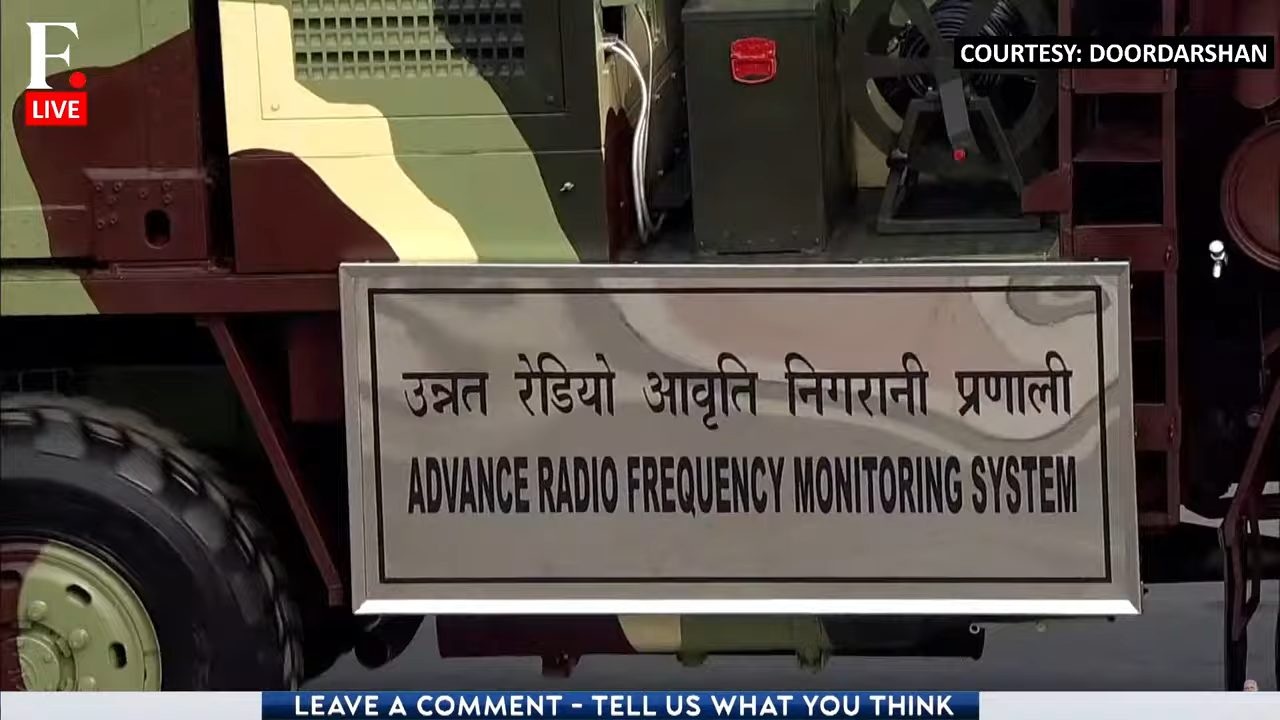 F.
LIVE
COURTESY: DOORDARSHAN
उन्नत रेडियो आवृति निगरानी प्रणाली
ADVANCE RADIO FREQUENCY MONITORING SYSTEM
LEAVE A COMMENT - TELL US WHAT YOU THINK